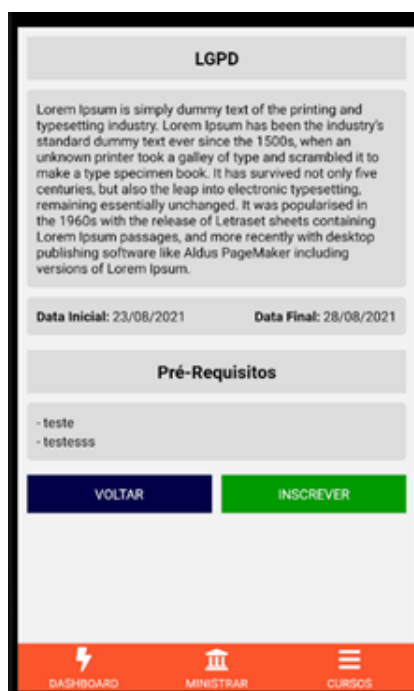 LGPD
Lorem Ipsum is simply dummy text of the printing and
typesetting industry. Lorem Ipsum has been the industry's
standard dummy text ever since the 1500s, when an
unknown printer took a galley of type and scrambled it to
make a type specimen book. It has survived not only five
centuries, but also the leap into electronic typesetting,
remaining essentially unchanged. It was popularised in
the 1960s with the release of Letraset sheets containing
Lorem Ipsum passages, and more recently with desktop
publishing software like Aldus PageMaker including
versions of Lorem Ipsum.
Data Inicial: 23/08/2021 Data Final: 28/08/2021
Pré-Requisitos
- teste
- testesss
VOLTAR INSCREVER
DASHBOARD MINISTRAR CURSOS